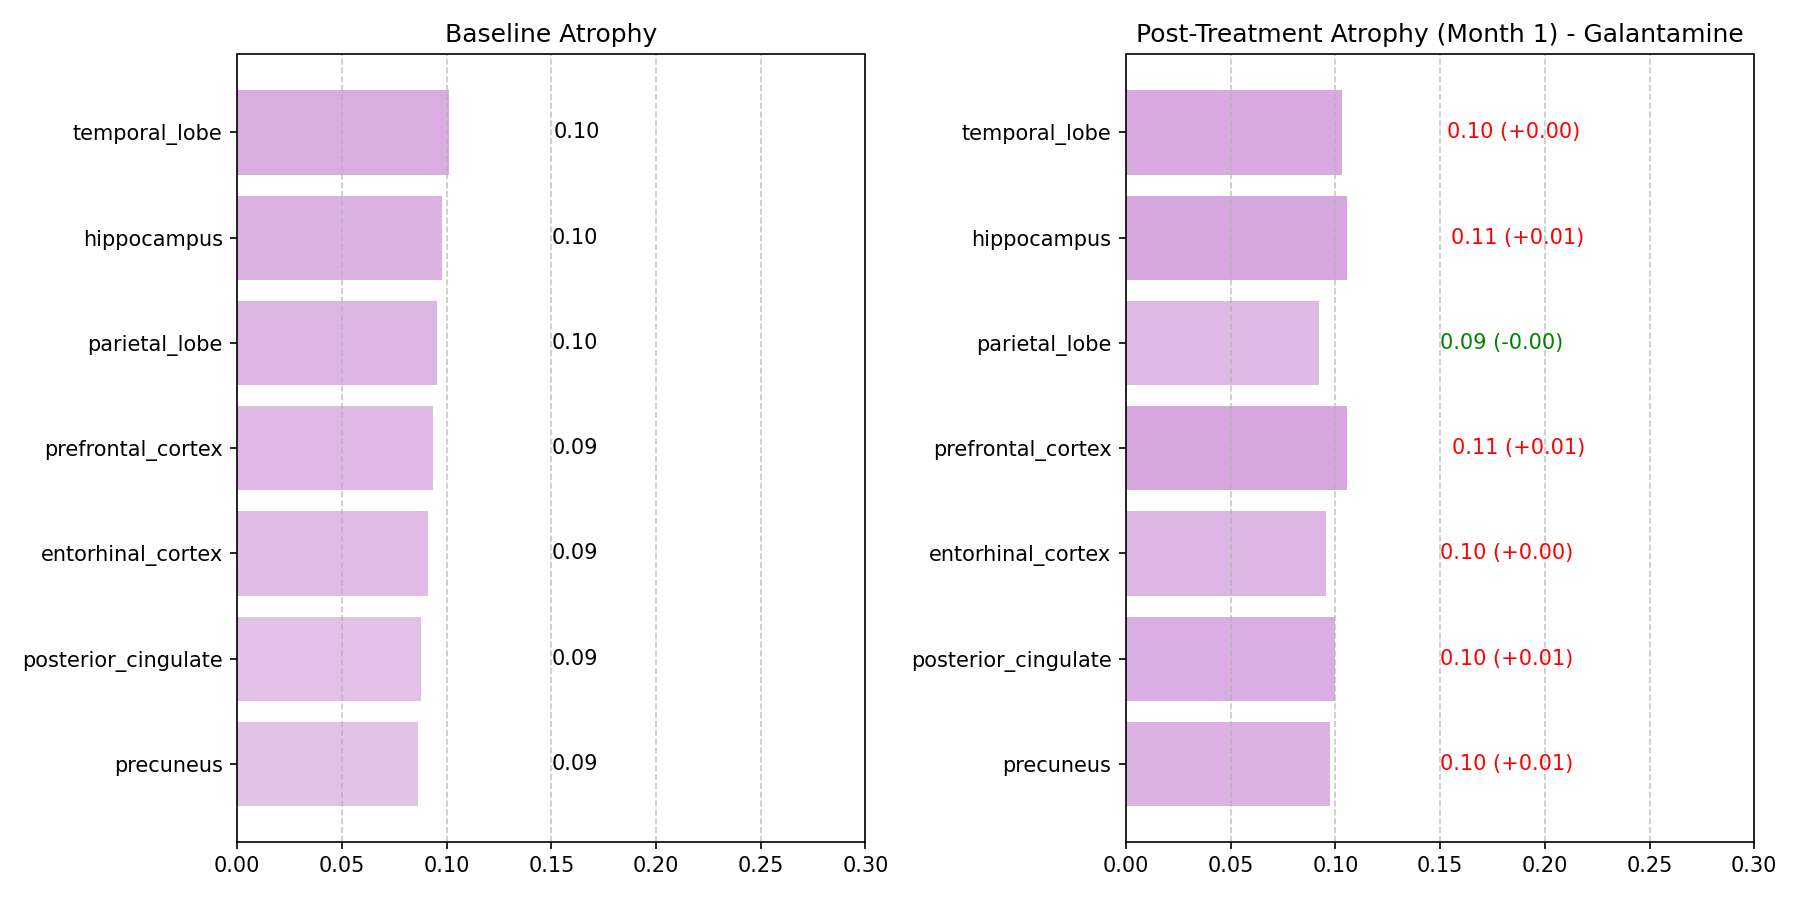 Baseline Atrophy
temporal_lobe 0.10
hippocampus 0.10
parietal_lobe 0.10
prefrontal_cortex 0.09
entorhinal_cortex 0.09
posterior_cingulate 0.09
precuneus 0.09
0.00 0.05 0.10 0.15 0.20 0.25 0.30
Post-Treatment Atrophy (Month 1) - Galantamine
temporal_lobe 0.10 (+0.00)
hippocampus 0.11 (+0.01)
parietal_lobe 0.09 (-0.00)
prefrontal_cortex 0.11 (+0.01)
entorhinal_cortex 0.10 (+0.00)
posterior_cingulate 0.10 (+0.01)
precuneus 0.10 (+0.01)
0.00 0.05 0.10 0.15 0.20 0.25 0.30